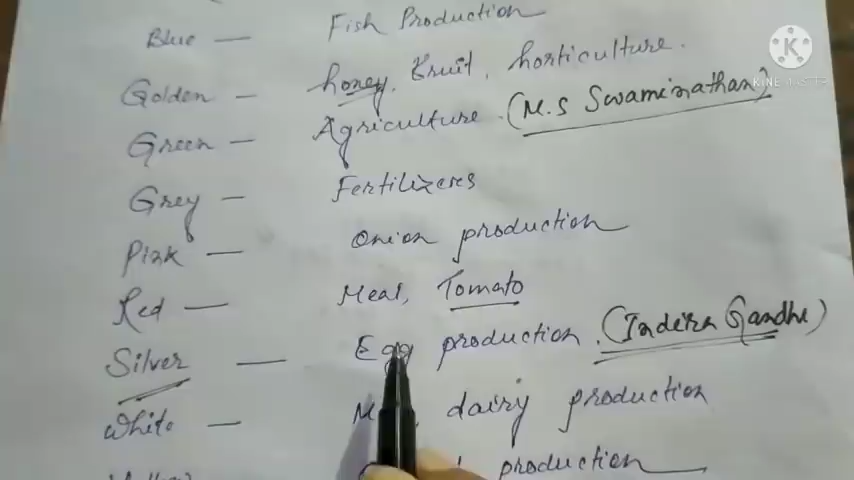 Blue — Fish Production
Golden — honey, Fruit, horticulture.
Green — Agriculture. (M.S Swaminathan)
Grey — Fertilizers
Pink — Onion production
Red — Meat, Tomato
Silver — Egg production. (Indira Gandhi)
White — dairy production
production
KINEMASTER